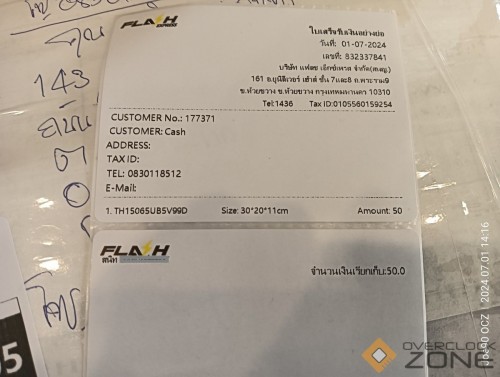 FLASH EXPRESS
ใบเสร็จรับเงินอย่างย่อ
วันที่: 01-07-2024
เลขที่: 832337841
บริษัท แฟลช เอ็กซ์เพรส จำกัด(สนญ)
161 อ.ยูนิลีเวอร์ เฮ้าส์ ชั้น 7และ8 ถ.พระราม9
ข.ห้วยขวาง ข.ห้วยขวาง กรุงเทพมหานคร 10310
Tel:1436 Tax ID:0105560159254
CUSTOMER No.: 177371
CUSTOMER: Cash
ADDRESS:
TAX ID:
TEL: 0830118512
E-Mail:
1. TH15065UB5V99D Size: 30*20*11cm Amount: 50
FLASH
จำนวนเงินเรียกเก็บ:50.0
คุณ
143
05
OVERCLOCK
ZONE
2024.07.01 14:16